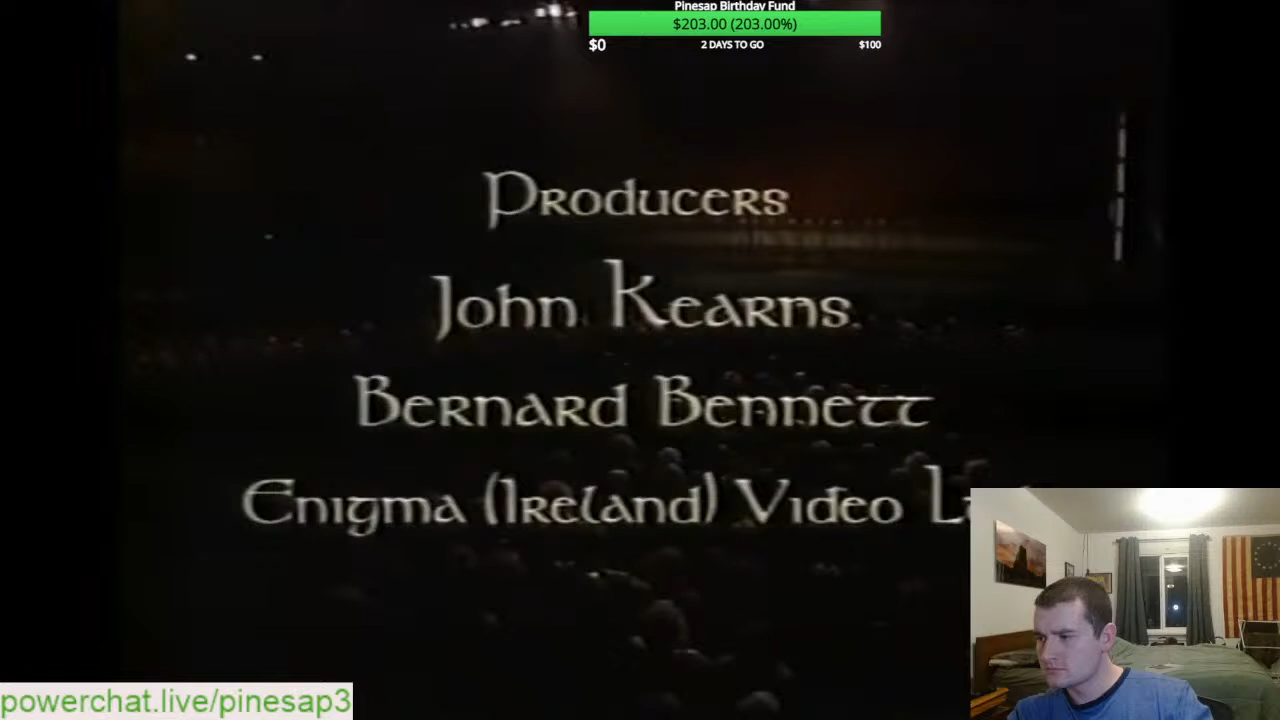 Pinesap Birthday Fund
$203.00 (203.00%)
$0 2 DAYS TO GO $100
Producers
John Kearns
Bernard Bennett
Enigma (Ireland) Video
powerchat.live/pinesap3